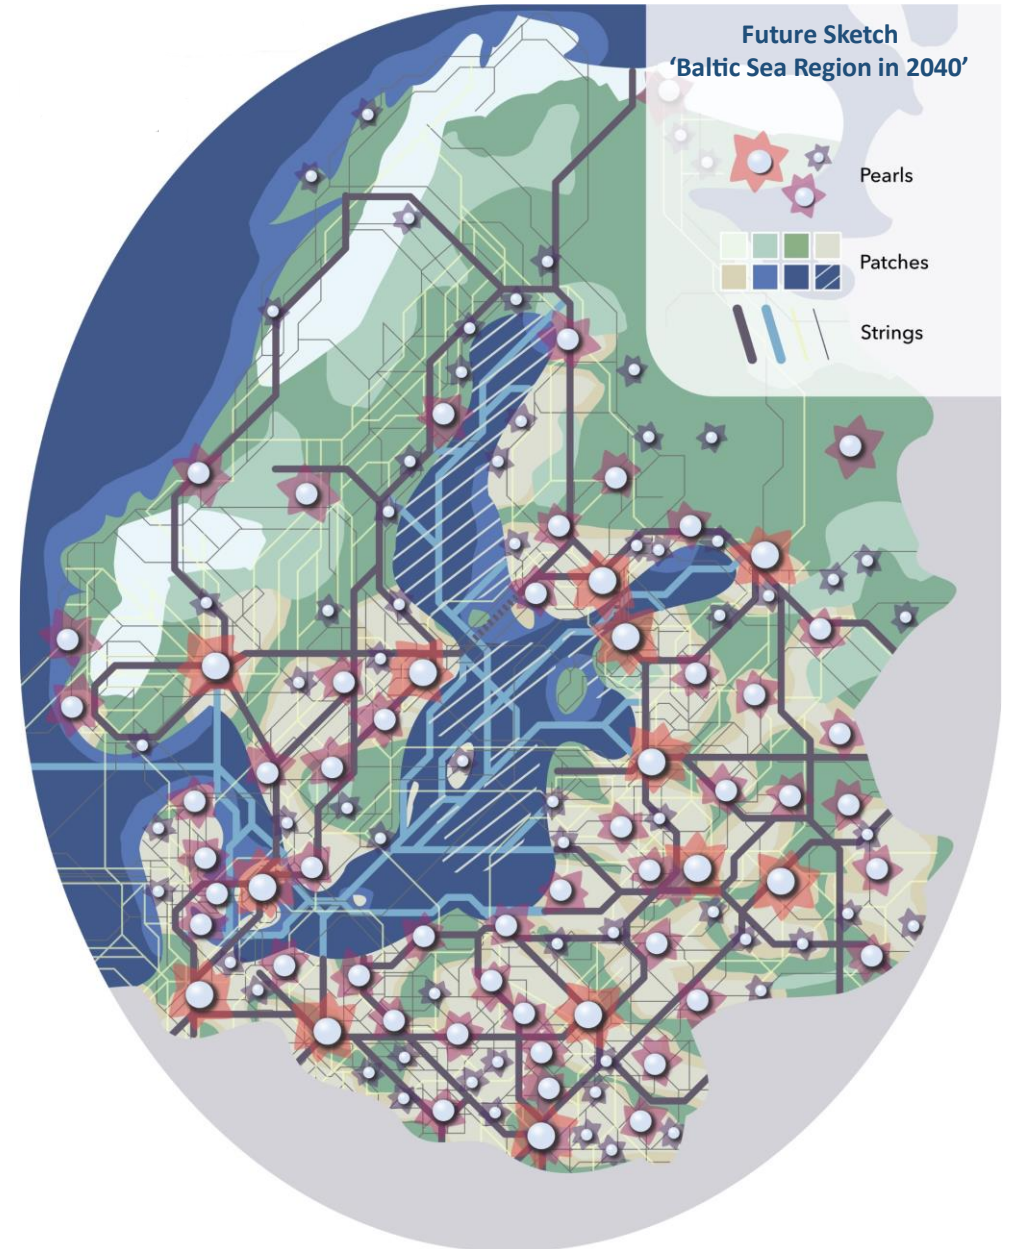 Future Sketch
‘Baltic Sea Region in 2040’
Pearls
Patches
Strings